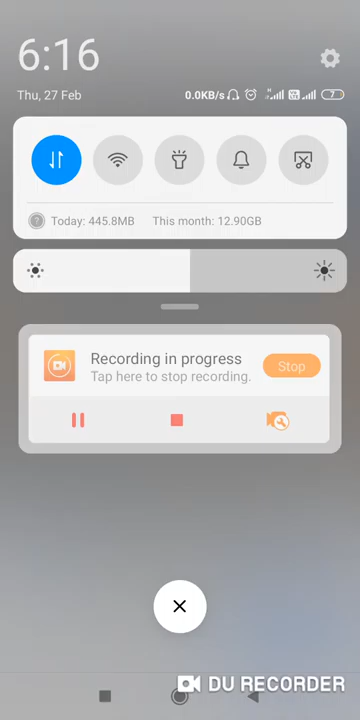 6:16
Thu, 27 Feb
0.0KB/s
7
Today: 445.8MB
This month: 12.90GB
Recording in progress
Tap here to stop recording.
Stop
DU RECORDER